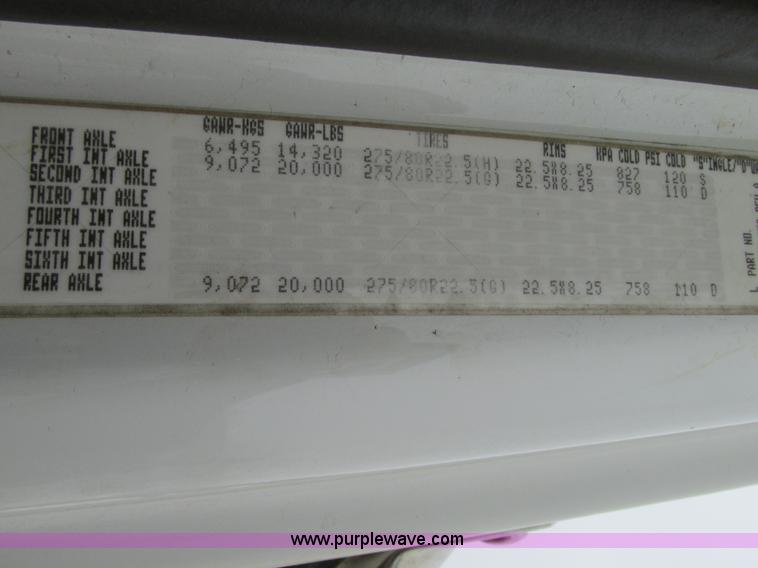 GAWR-KGS GAWR-LBS TIRES RIMS KPA COLD PSI COLD "S"INGLE/"D"
FRONT AXLE 6,495 14,320 275/80R22.5(H) 22.5X8.25 827 120 S
FIRST INT AXLE 9,072 20,000 275/80R22.5(G) 22.5X8.25 758 110 D
SECOND INT AXLE
THIRD INT AXLE
FOURTH INT AXLE
FIFTH INT AXLE
SIXTH INT AXLE
REAR AXLE 9,072 20,000 275/80R22.5(G) 22.5X8.25 758 110 D
PART NO.
www.purplewave.com